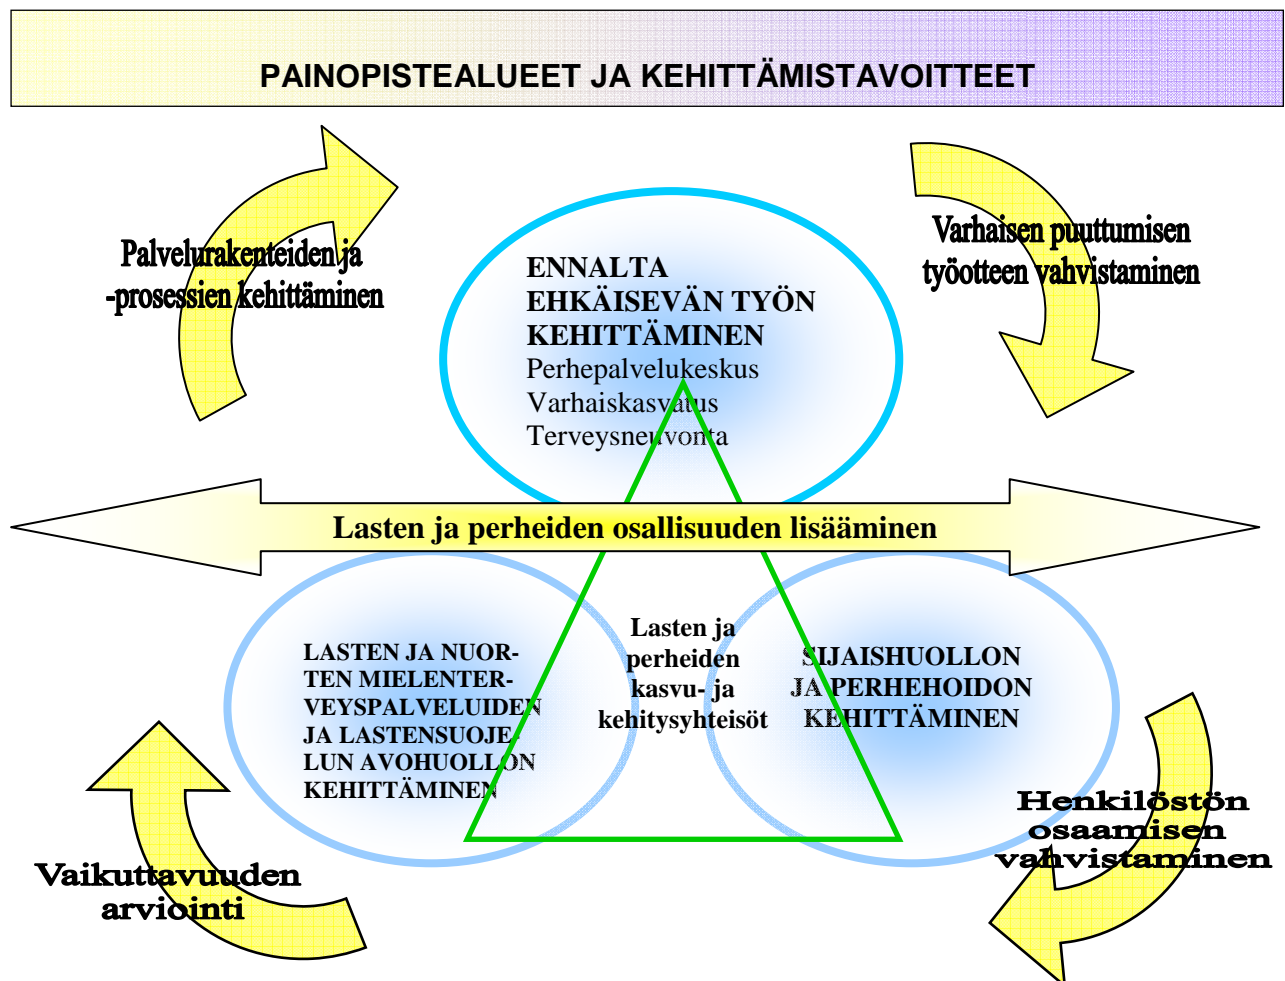 PAINOPISTEALUEET JA KEHITTÄMISTAVOITTEET
Palvelurakenteiden ja
-prosessien kehittäminen
Varhaisen puuttumisen
työotteen vahvistaminen
ENNALTA
EHKÄISEVÄN TYÖN
KEHITTÄMINEN
Perhepalvelukeskus
Varhaiskasvatus
Terveysneuvonta
Lasten ja perheiden osallisuuden lisääminen
LASTEN JA NUOR-
TEN MIELENTER-
VEYSPALVELUIDEN
JA LASTENSUOJE-
LUN AVOHUOLLON
KEHITTÄMINEN
Lasten ja
perheiden
kasvu- ja
kehitysyhteisöt
SIJAISHUOLLON
JA PERHEHOIDON
KEHITTÄMINEN
Henkilöstön
osaamisen
vahvistaminen
Vaikuttavuuden
arviointi